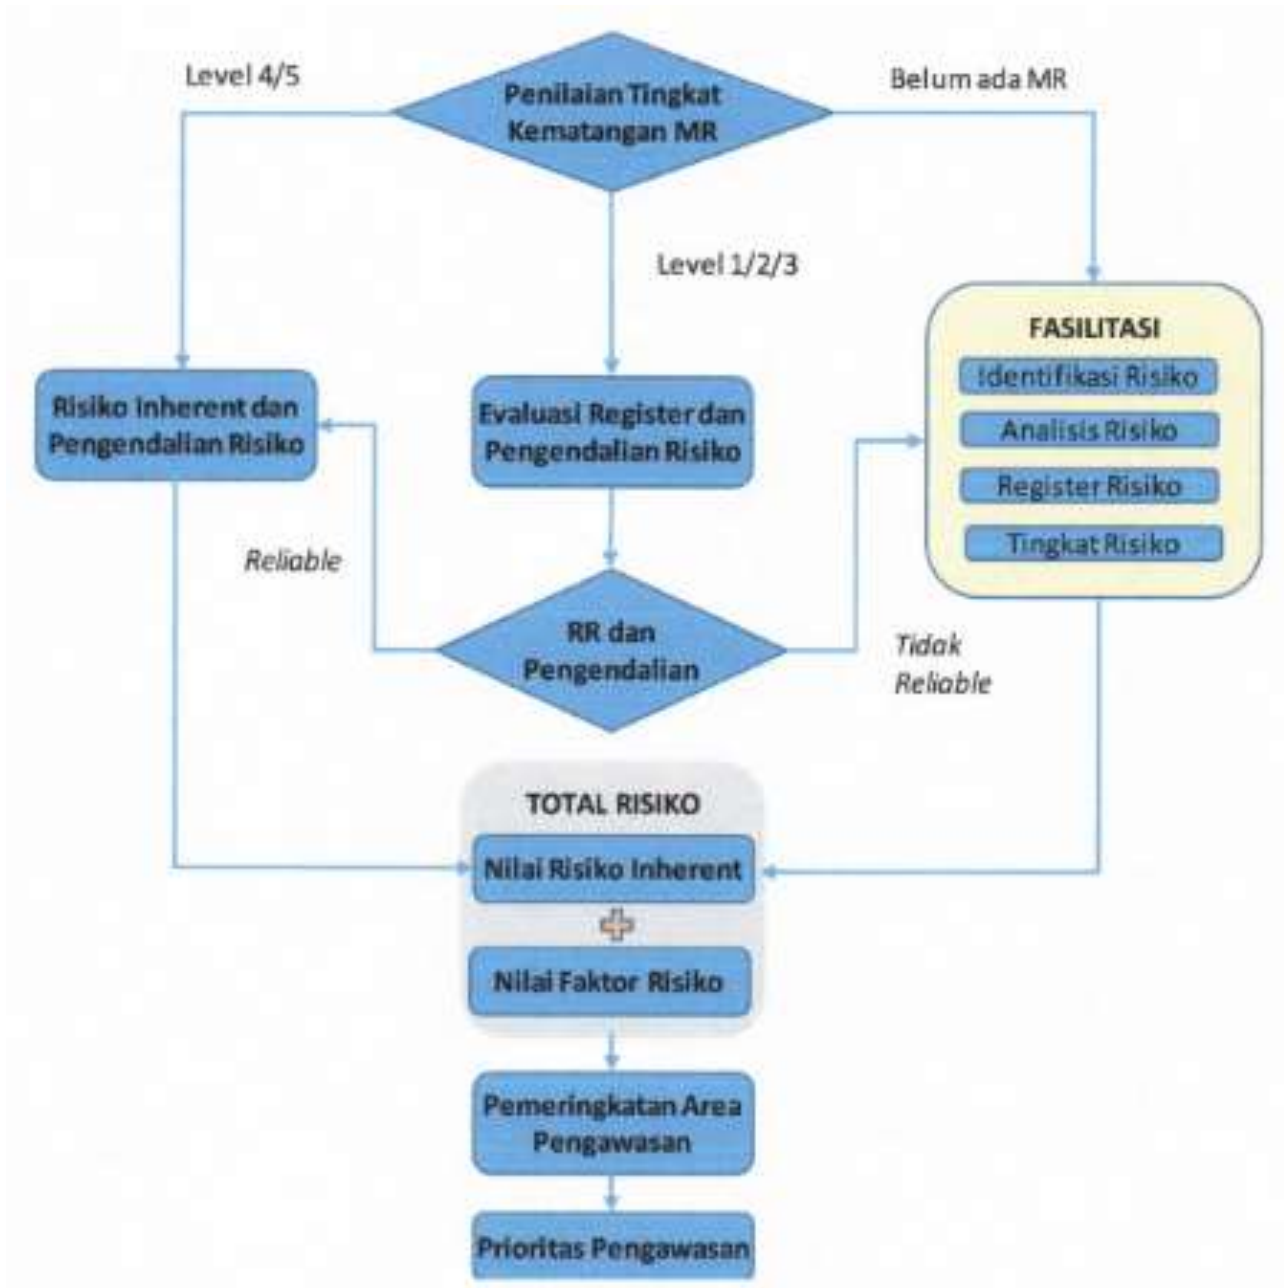 Level 4/5
Penilaian Tingkat
Kematangan MR
Belum ada MR
Level 1/2/3
FASILITASI
Identifikasi Risiko
Analisis Risiko
Register Risiko
Tingkat Risiko
Risiko Inherent dan
Pengendalian Risiko
Evaluasi Register dan
Pengendalian Risiko
Reliable
RR dan
Pengendalian
Tidak
Reliable
TOTAL RISIKO
Nilai Risiko Inherent
Nilai Faktor Risiko
Pemeringkatan Area
Pengawasan
Prioritas Pengawasan